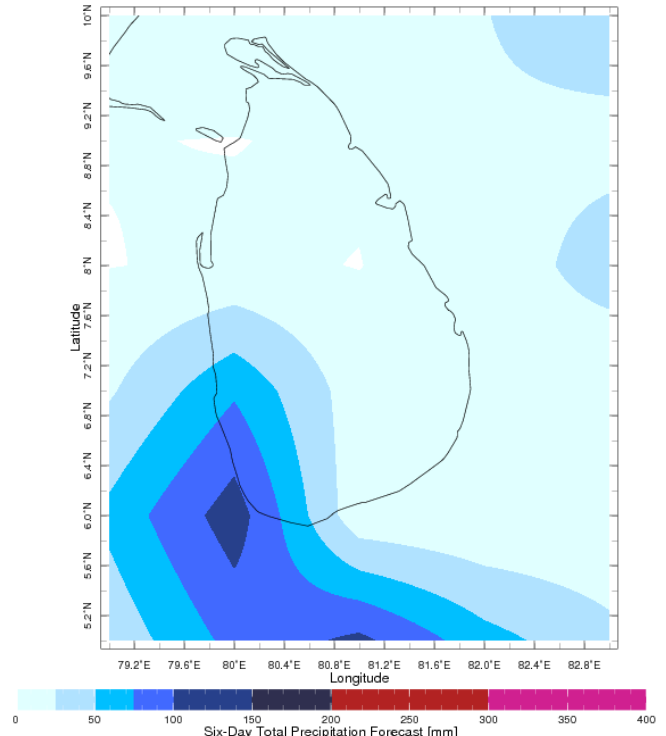 10°N
9.6°N
9.2°N
8.8°N
8.4°N
8°N
7.6°N
7.2°N
6.8°N
6.4°N
6.0°N
5.6°N
5.2°N
Latitude
79.2°E 79.6°E 80°E 80.4°E 80.8°E 81.2°E 81.6°E 82.0°E 82.4°E 82.8°E
Longitude
0 50 100 150 200 300 350 400
Six-Day Total Precipitation Forecast [mm]